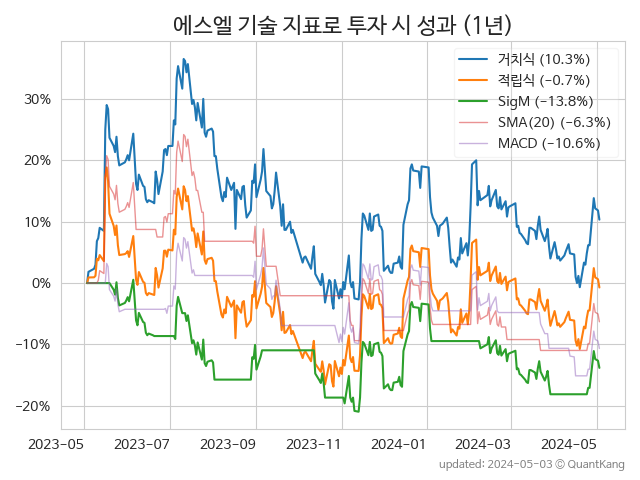 에스엘 기술 지표로 투자 시 성과 (1년)
거치식 (10.3%)
적립식 (−0.7%)
SigM (−13.8%)
SMA(20) (−6.3%)
MACD (−10.6%)
30%
20%
10%
0%
−10%
−20%
2023-05 2023-07 2023-09 2023-11 2024-01 2024-03 2024-05
updated: 2024-05-03 © QuantKang